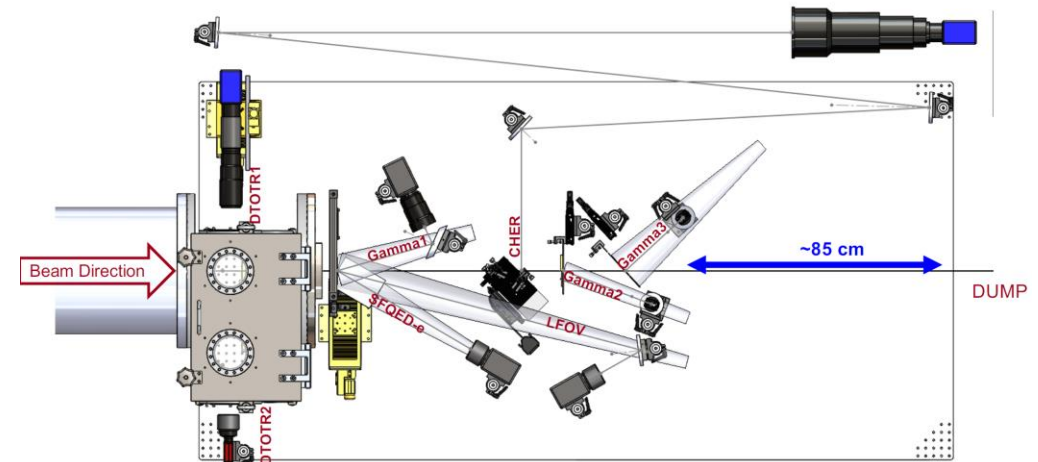 DTOTR1
Gamma1
CHER
Gamma3
~85 cm
Beam Direction
Gamma2
DUMP
SFQED-e
LFOV
DTOTR2